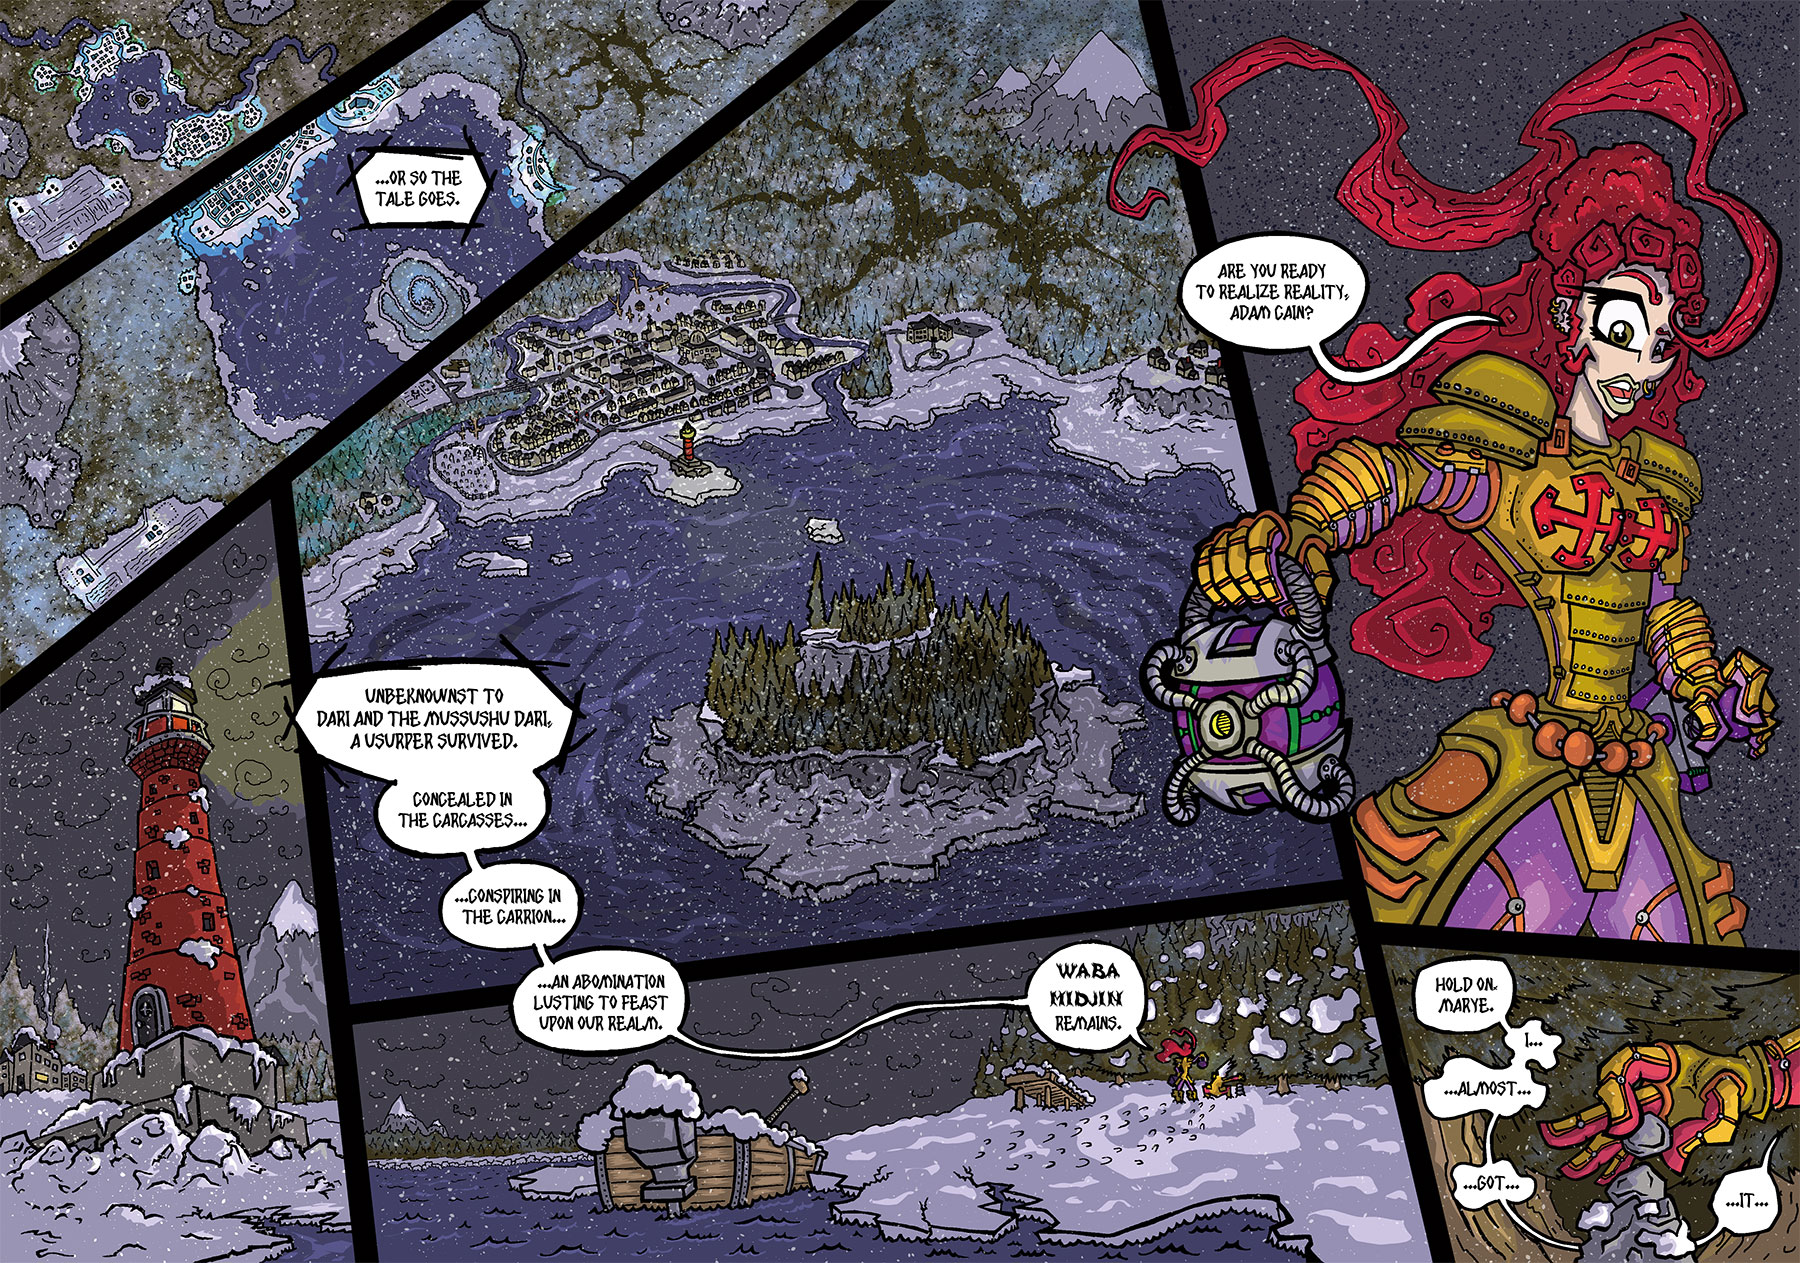 ...OR SO THE
TALE GOES.
UNBEKNOWNST TO
DARI AND THE MUSSUSHU DARI,
A USURPER SURVIVED.
CONCEALED IN
THE CARCASSES...
...CONSPIRING IN
THE CARRION...
...AN ABOMINATION
LUSTING TO FEAST
UPON OUR REALM.
WABA
HIDJIN
REMAINS.
ARE YOU READY
TO REALIZE REALITY,
ADAM CAIN?
HOLD ON,
MARYE.
I...
...ALMOST...
...GOT...
...IT...